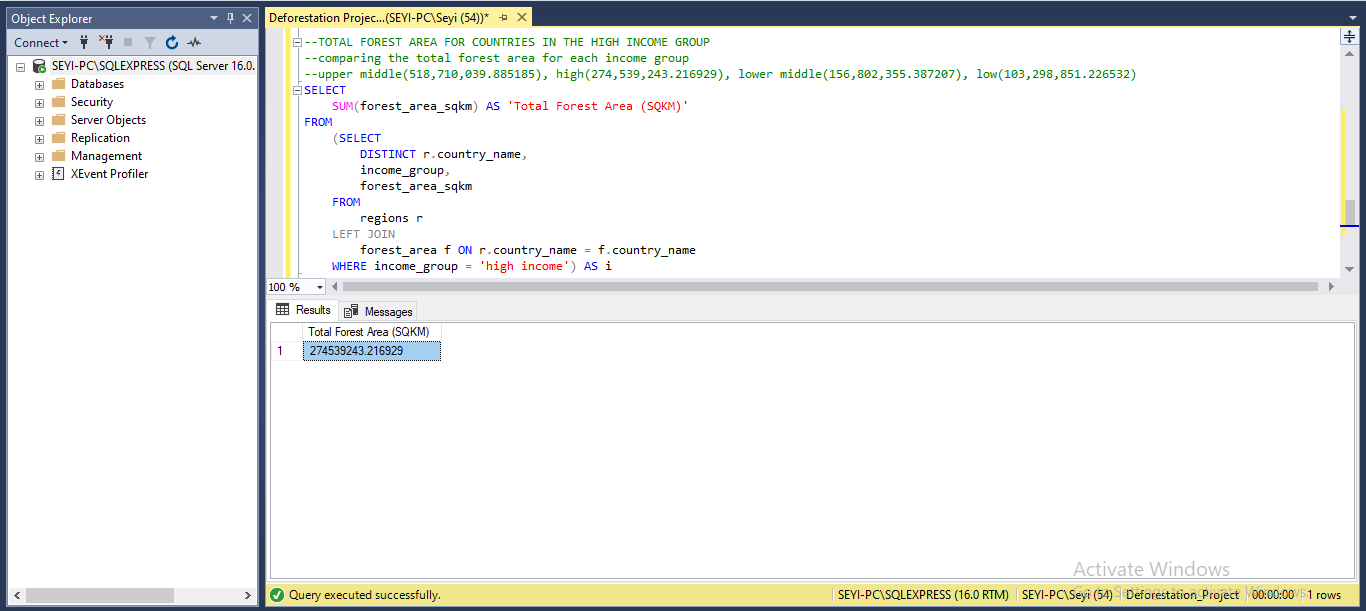 Object Explorer
Connect
SEYI-PC\SQLEXPRESS (SQL Server 16.0.
Databases
Security
Server Objects
Replication
Management
XEvent Profiler
Deforestation Projec...(SEYI-PC\Seyi (54))*
--TOTAL FOREST AREA FOR COUNTRIES IN THE HIGH INCOME GROUP
--comparing the total forest area for each income group
--upper middle(518,710,039.885185), high(274,539,243.216929), lower middle(156,802,355.387207), low(103,298,851.226532)
SELECT
SUM(forest_area_sqkm) AS 'Total Forest Area (SQKM)'
FROM
(SELECT
DISTINCT r.country_name,
income_group,
forest_area_sqkm
FROM
regions r
LEFT JOIN
forest_area f ON r.country_name = f.country_name
WHERE income_group = 'high income') AS i
100 %
Results
Messages
Total Forest Area (SQKM)
1
274539243.216929
Activate Windows
Query executed successfully.
SEYI-PC\SQLEXPRESS (16.0 RTM)
SEYI-PC\Seyi (54)
Deforestation_Project
00:00:00
1 rows